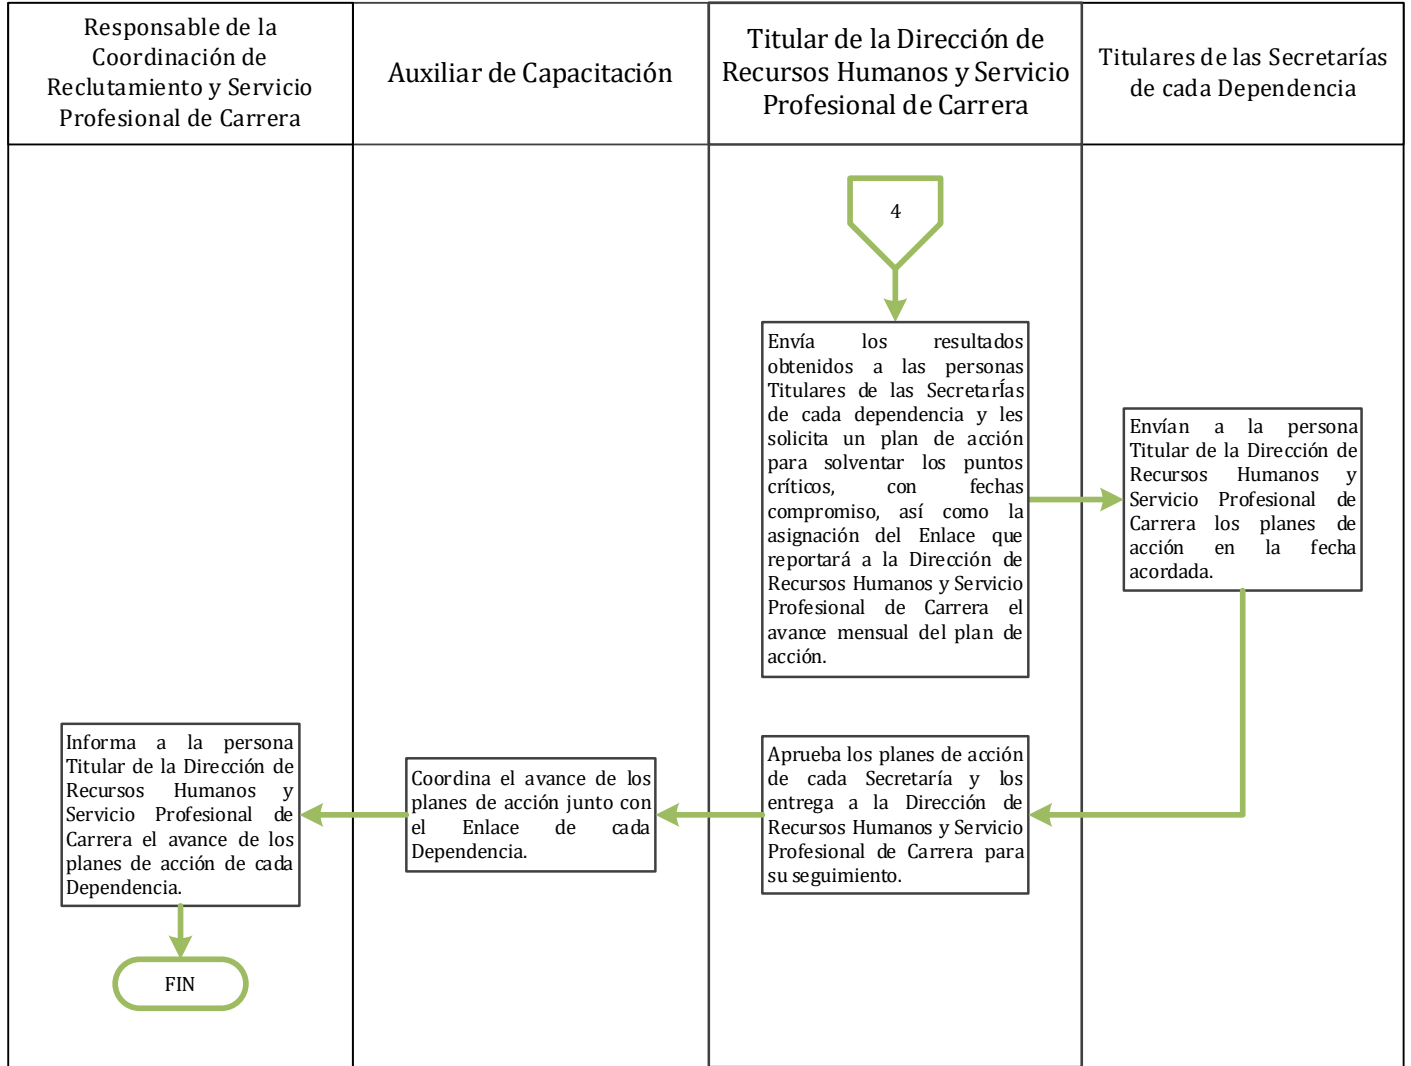 Responsable de la
Coordinación de
Reclutamiento y Servicio
Profesional de Carrera
Auxiliar de Capacitación
Titular de la Dirección de
Recursos Humanos y Servicio
Profesional de Carrera
Titulares de las Secretarías
de cada Dependencia
4
Envía los resultados
obtenidos a las personas
Titulares de las SecretarÍas
de cada dependencia y les
solicita un plan de acción
para solventar los puntos
críticos, con fechas
compromiso, así como la
asignación del Enlace que
reportará a la Dirección de
Recursos Humanos y Servicio
Profesional de Carrera el
avance mensual del plan de
acción.
Envían a la persona
Titular de la Dirección de
Recursos Humanos y
Servicio Profesional de
Carrera los planes de
acción en la fecha
acordada.
Aprueba los planes de acción
de cada Secretaría y los
entrega a la Dirección de
Recursos Humanos y Servicio
Profesional de Carrera para
su seguimiento.
Coordina el avance de los
planes de acción junto con
el Enlace de cada
Dependencia.
Informa a la persona
Titular de la Dirección de
Recursos Humanos y
Servicio Profesional de
Carrera el avance de los
planes de acción de cada
Dependencia.
FIN